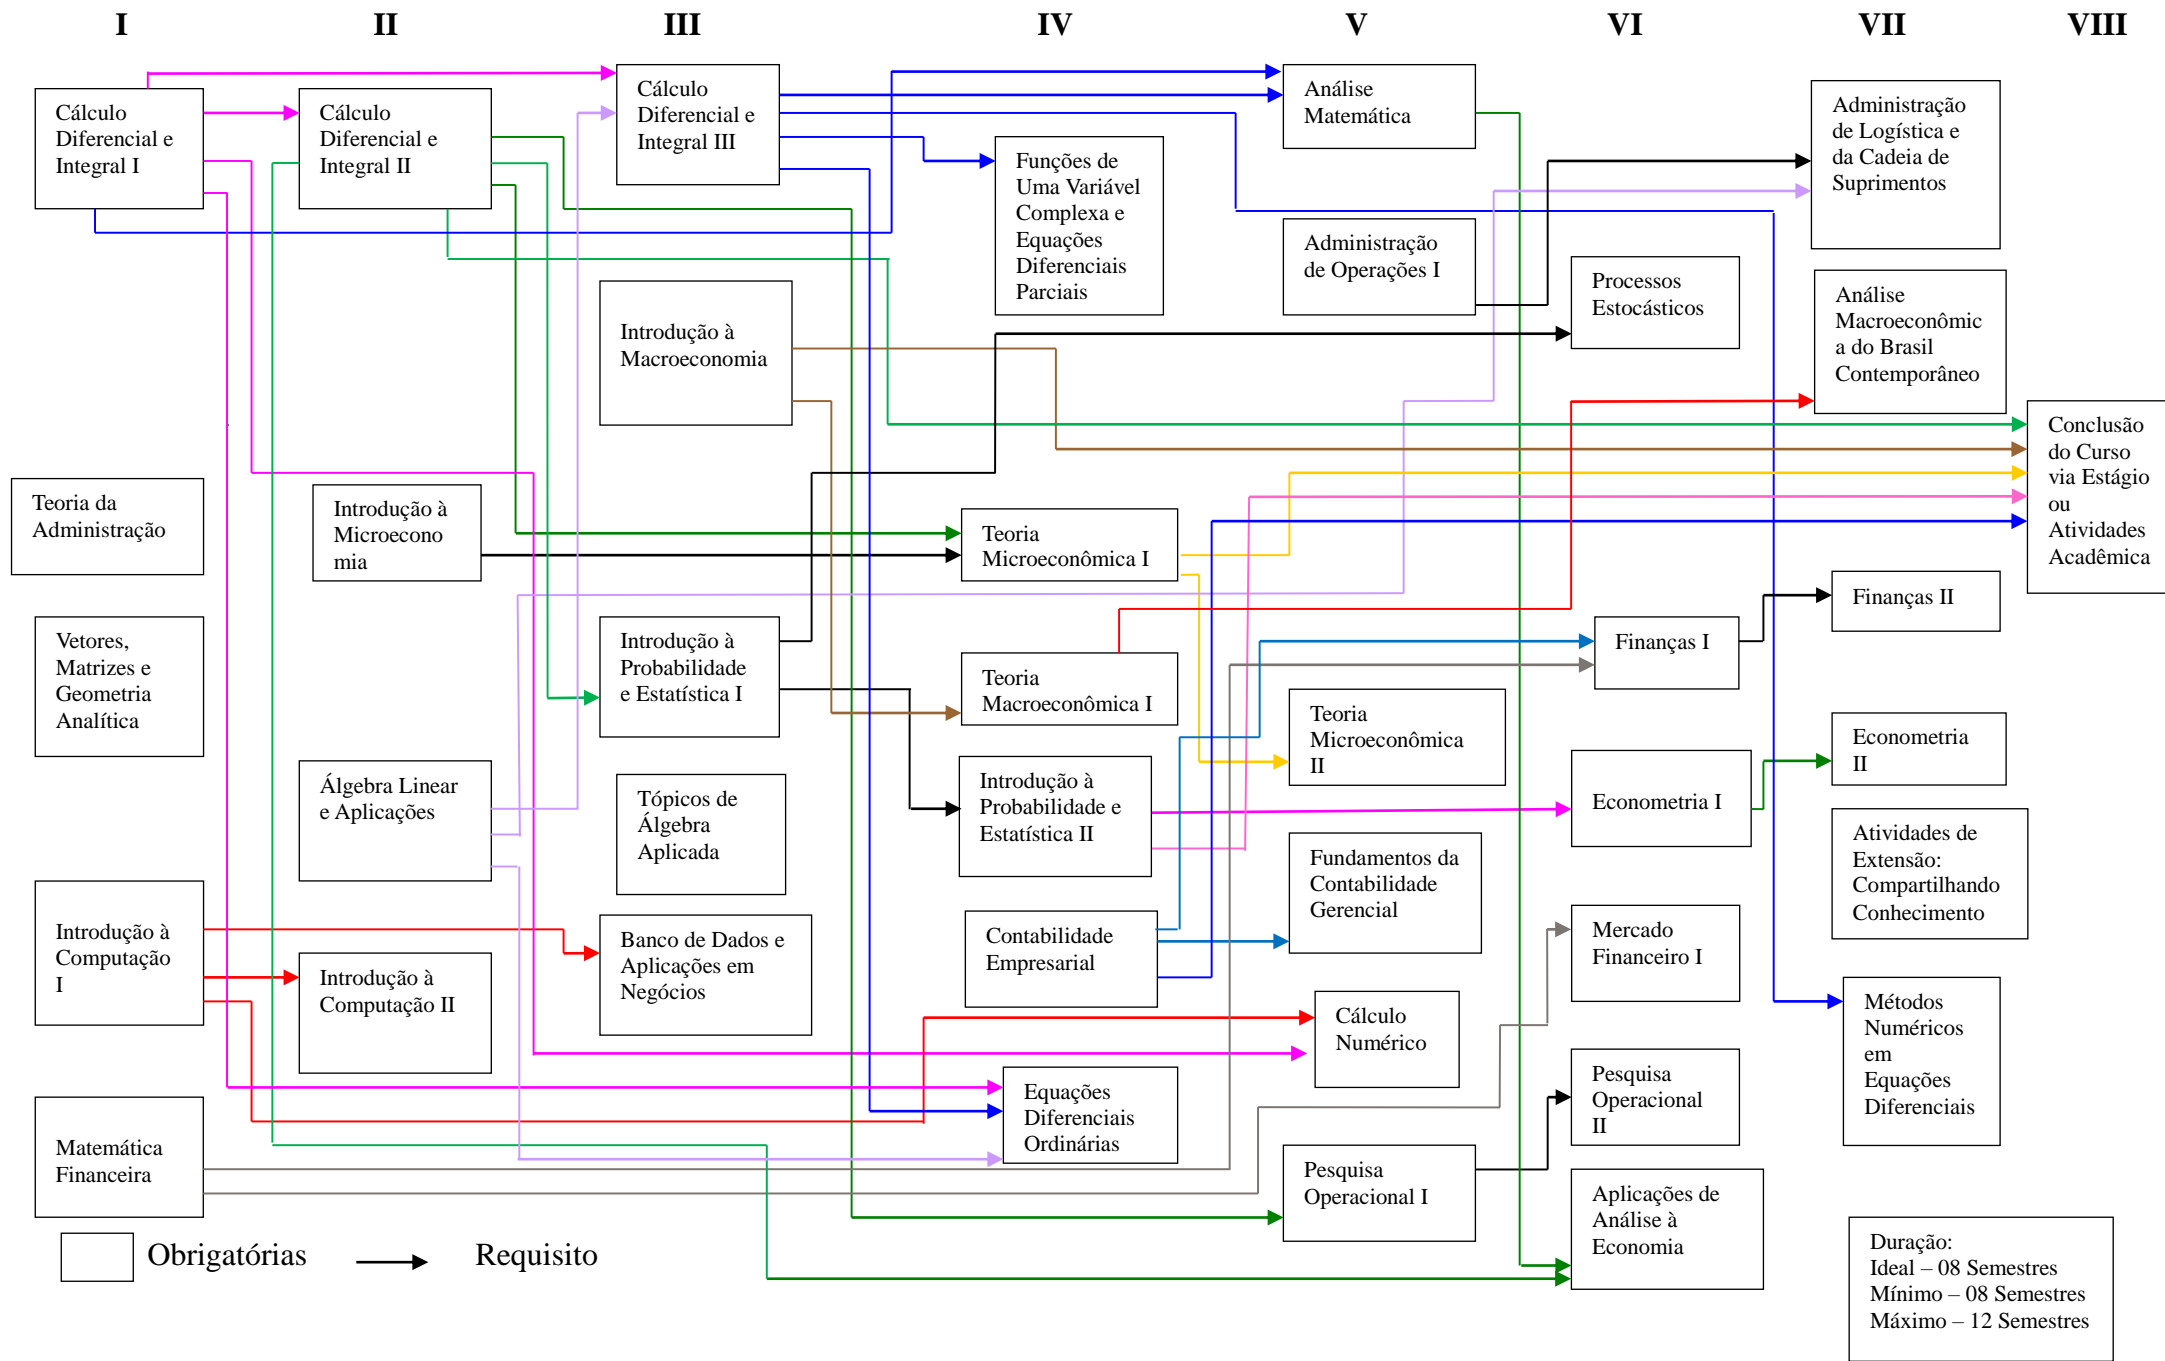 I II III IV V VI VII VIII
Cálculo
Diferencial e
Integral I
Teoria da
Administração
Vetores,
Matrizes e
Geometria
Analítica
Introdução à
Computação
I
Matemática
Financeira
Cálculo
Diferencial e
Integral II
Introdução à
Microecono
mia
Álgebra Linear
e Aplicações
Introdução à
Computação II
Cálculo
Diferencial e
Integral III
Introdução à
Macroeconomia
Introdução à
Probabilidade
e Estatística I
Tópicos de
Álgebra
Aplicada
Banco de Dados e
Aplicações em
Negócios
Funções de
Uma Variável
Complexa e
Equações
Diferenciais
Parciais
Teoria
Microeconômica I
Teoria
Macroeconômica I
Introdução à
Probabilidade e
Estatística II
Contabilidade
Empresarial
Equações
Diferenciais
Ordinárias
Análise
Matemática
Administração
de Operações I
Teoria
Microeconômica
II
Fundamentos da
Contabilidade
Gerencial
Cálculo
Numérico
Pesquisa
Operacional I
Processos
Estocásticos
Finanças I
Econometria I
Mercado
Financeiro I
Pesquisa
Operacional
II
Aplicações de
Análise à
Economia
Administração
de Logística e
da Cadeia de
Suprimentos
Análise
Macroeconômic
a do Brasil
Contemporâneo
Finanças II
Econometria
II
Atividades de
Extensão:
Compartilhando
Conhecimento
Métodos
Numéricos
em
Equações
Diferenciais
Conclusão
do Curso
via Estágio
ou
Atividades
Acadêmica
Obrigatórias
Requisito
Duração:
Ideal – 08 Semestres
Mínimo – 08 Semestres
Máximo – 12 Semestres